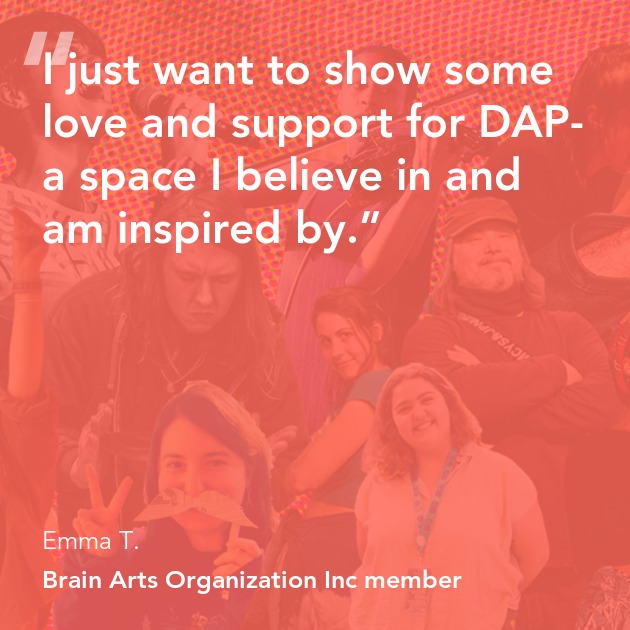 "I just want to show some
love and support for DAP-
a space I believe in and
am inspired by.”
Emma T.
Brain Arts Organization Inc member